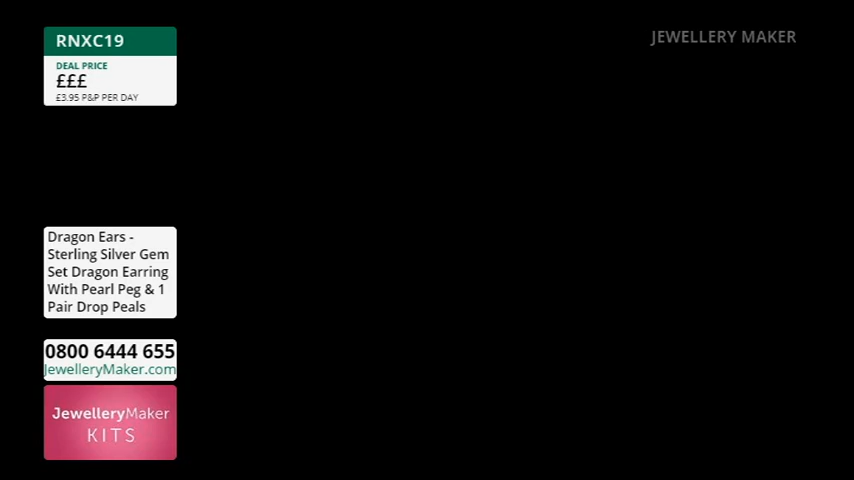 RNXC19
JEWELLERY MAKER
DEAL PRICE
£££
£3.95 P&P PER DAY
Dragon Ears -
Sterling Silver Gem
Set Dragon Earring
With Pearl Peg & 1
Pair Drop Peals
0800 6444 655
JewelleryMaker.com
JewelleryMaker
KITS